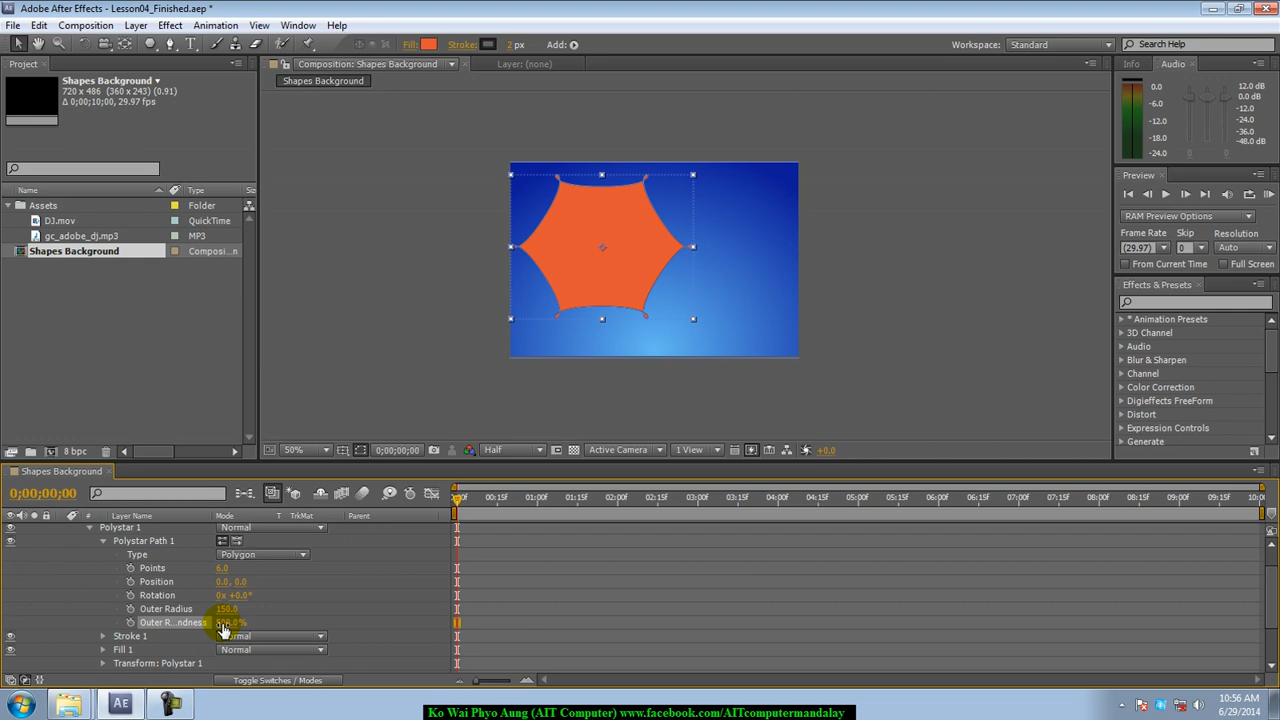 Adobe After Effects - Lesson04_Finished.aep *
File Edit Composition Layer Effect Animation View Window Help
Fill: Stroke: 2 px Add:
Workspace: Standard Search Help
Project
Composition: Shapes Background Layer: (none)
Info Audio
Shapes Background
Shapes Background
720 x 486 (360 x 243) (0.91)
Δ 0;00;10;00, 29.97 fps
0.0 12.0 dB
-6.0 0.0 dB
-12.0 -12.0
-18.0 -24.0
-24.0 -48.0 dB
-36.0
Name Type Siz
Assets Folder
DJ.mov QuickTime
gc_adobe_dj.mp3 MP3
Shapes Background Composi...n
Preview
RAM Preview Options
Frame Rate Skip Resolution
(29.97) 0 Auto
From Current Time Full Screen
Effects & Presets
* Animation Presets
3D Channel
Audio
Blur & Sharpen
Channel
Color Correction
Digieffects FreeForm
Distort
Expression Controls
Generate
8 bpc
50% 0;00;00;00 Half Active Camera 1 View +0.0
Shapes Background
0;00;00;00
00:15f 01:00f 01:15f 02:00f 02:15f 03:00f 03:15f 04:00f 04:15f 05:00f 05:15f 06:00f 06:15f 07:00f 07:15f 08:00f 08:15f 09:00f 09:15f 10:0
# Layer Name Mode T TrkMat Parent
Polystar 1 Normal
Polystar Path 1
Type Polygon
Points 6.0
Position 0.0, 0.0
Rotation 0x +0.0°
Outer Radius 150.0
Outer R...ndness
Stroke 1 Normal
Fill 1 Normal
Transform: Polystar 1
Toggle Switches / Modes
10:56 AM
6/29/2014
Ko Wai Phyo Aung (AIT Computer) www.facebook.com/AITcomputermandalay